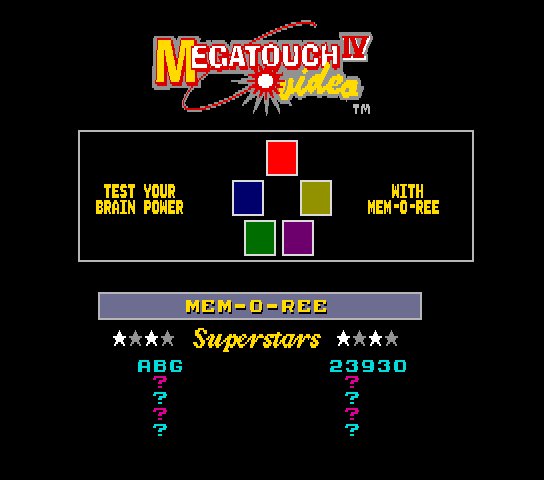 MEGATOUCH IV
video
TM
TEST YOUR
BRAIN POWER
WITH
MEM-O-REE
MEM-O-REE
Superstars
ABG 23930
? ?
? ?
? ?
? ?